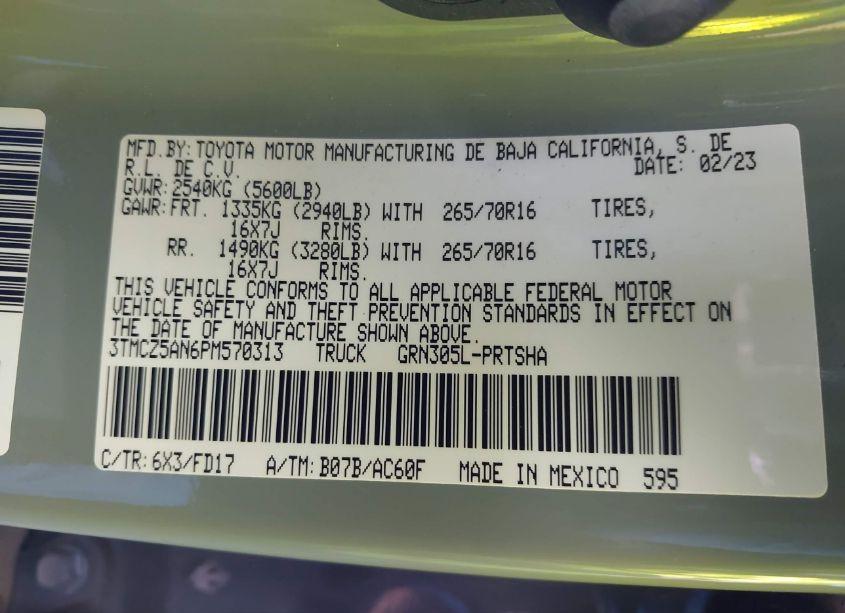 MFD.BY:TOYOTA MOTOR MANUFACTURING DE BAJA CALIFORNIA, S. DE
R.L. DE C.V. DATE: 02/23
GVWR:2540KG (5600LB)
GAWR:FRT. 1335KG (2940LB) WITH 265/70R16 TIRES,
16X7J RIMS.
RR. 1490KG (3280LB) WITH 265/70R16 TIRES,
16X7J RIMS.
THIS VEHICLE CONFORMS TO ALL APPLICABLE FEDERAL MOTOR
VEHICLE SAFETY AND THEFT PREVENTION STANDARDS IN EFFECT ON
THE DATE OF MANUFACTURE SHOWN ABOVE.
3TMCZ5AN6PM570313 TRUCK GRN305L-PRTSHA
C/TR:6X3/FD17 A/TM:B07B/AC60F MADE IN MEXICO 595